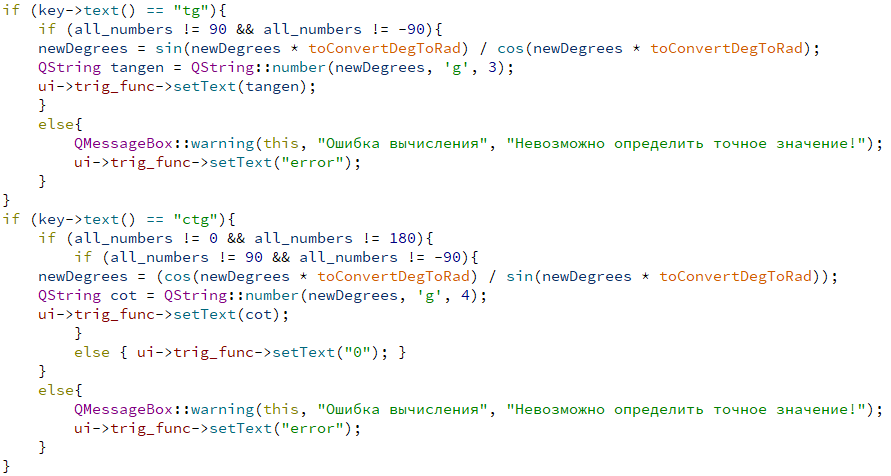 if (key->text() == "tg"){
if (all_numbers != 90 && all_numbers != -90){
newDegrees = sin(newDegrees * toConvertDegToRad) / cos(newDegrees * toConvertDegToRad);
QString tangen = QString::number(newDegrees, 'g', 3);
ui->trig_func->setText(tangen);
}
else{
QMessageBox::warning(this, "Ошибка вычисления", "Невозможно определить точное значение!");
ui->trig_func->setText("error");
}
}
if (key->text() == "ctg"){
if (all_numbers != 0 && all_numbers != 180){
if (all_numbers != 90 && all_numbers != -90){
newDegrees = (cos(newDegrees * toConvertDegToRad) / sin(newDegrees * toConvertDegToRad));
QString cot = QString::number(newDegrees, 'g', 4);
ui->trig_func->setText(cot);
}
else { ui->trig_func->setText("0"); }
}
else{
QMessageBox::warning(this, "Ошибка вычисления", "Невозможно определить точное значение!");
ui->trig_func->setText("error");
}
}